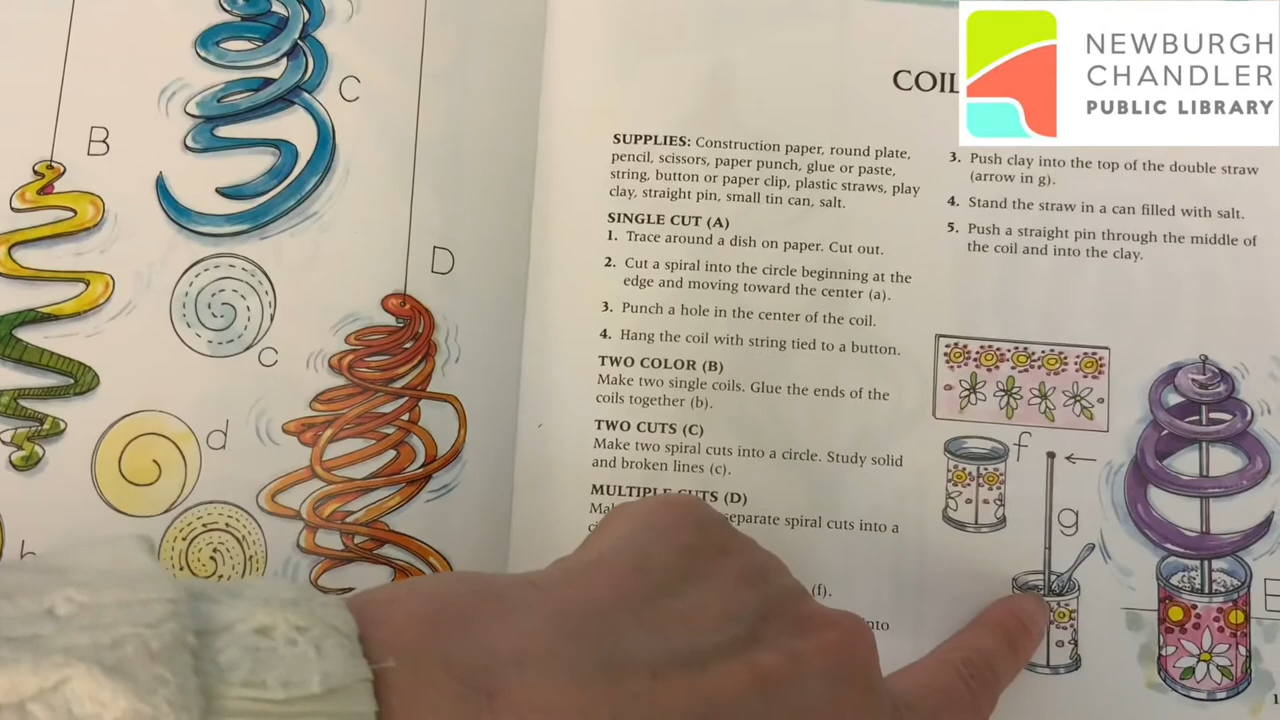 B
C
D
c
d
NEWBURGH
CHANDLER
PUBLIC LIBRARY
COIL
SUPPLIES: Construction paper, round plate,
pencil, scissors, paper punch, glue or paste,
string, button or paper clip, plastic straws, play
clay, straight pin, small tin can, salt.
SINGLE CUT (A)
1. Trace around a dish on paper. Cut out.
2. Cut a spiral into the circle beginning at the
edge and moving toward the center (a).
3. Punch a hole in the center of the coil.
4. Hang the coil with string tied to a button.
TWO COLOR (B)
Make two single coils. Glue the ends of the
coils together (b).
TWO CUTS (C)
Make two spiral cuts into a circle. Study solid
and broken lines (c).
MULTIPLE CUTS (D)
separate spiral cuts into a
(f).
3. Push clay into the top of the double straw
(arrow in g).
4. Stand the straw in a can filled with salt.
5. Push a straight pin through the middle of
the coil and into the clay.
f
g